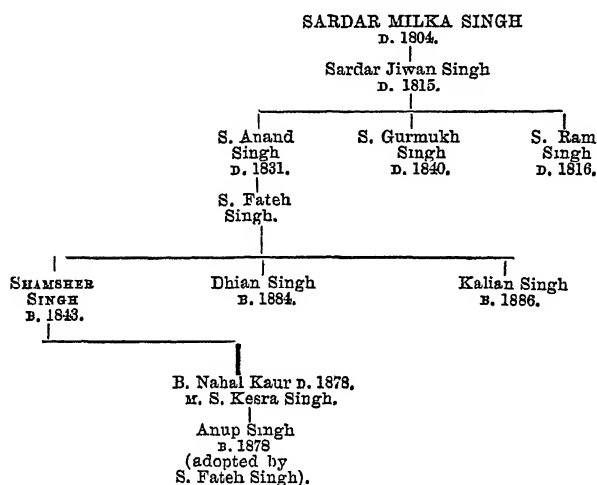 SARDAR MILKA SINGH
D. 1804.
Sardar Jiwan Singh
D. 1815.
S. Anand
Singh
D. 1831.
S. Gurmukh
Singh
D. 1840.
S. Ram
Singh
D. 1816.
S. Fateh
Singh.
SHAMSHER
SINGH
B. 1843.
Dhian Singh
B. 1884.
Kalian Singh
B. 1886.
B. Nahal Kaur D. 1878.
M. S. Kesra Singh.
Anup Singh
B. 1878
(adopted by
S. Fateh Singh).